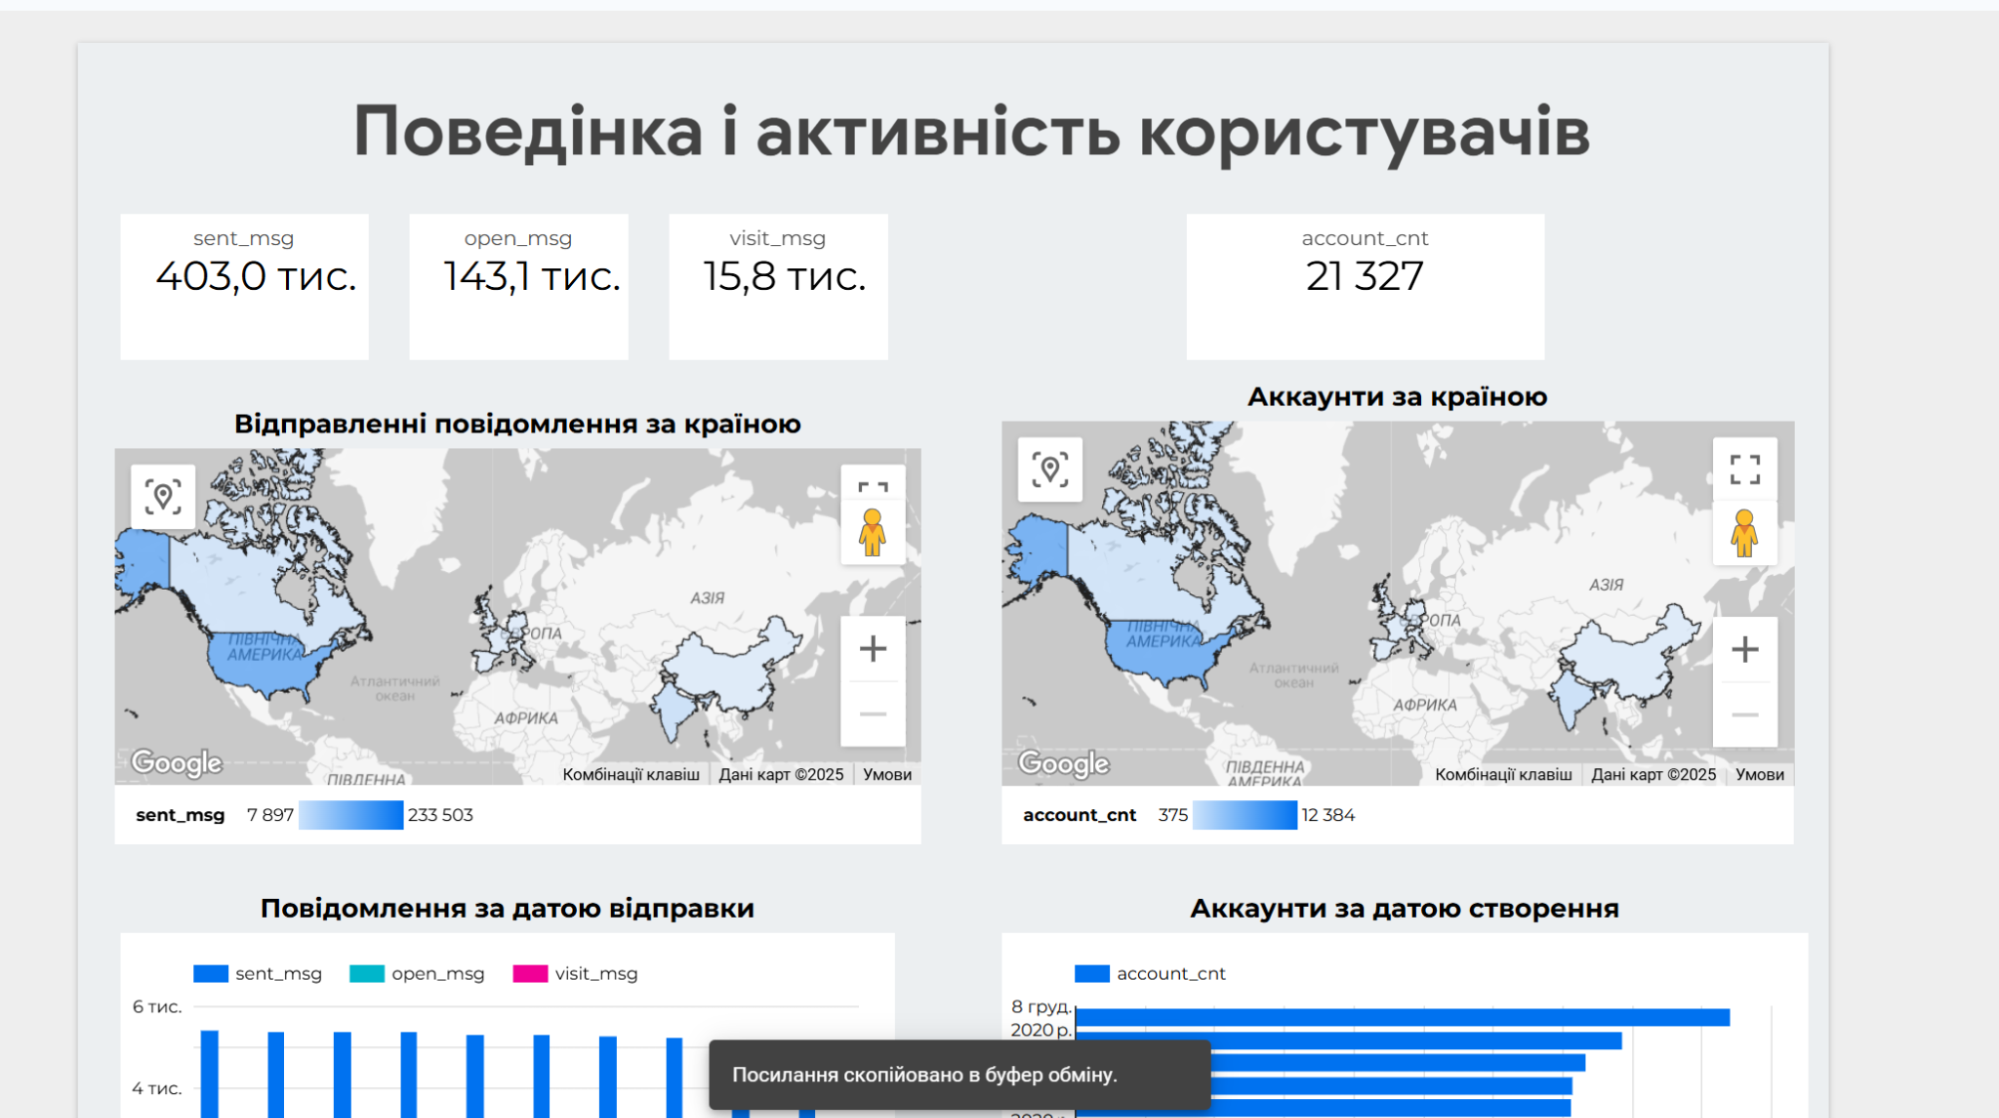 Поведінка і активність користувачів
sent_msg
403,0 тис.
open_msg
143,1 тис.
visit_msg
15,8 тис.
account_cnt
21 327
Відправленні повідомлення за країною
ПІВНІЧНА
АМЕРИКА
Атлантичний
океан
АЗІЯ
АФРИКА
ПІВДЕННА
Google
Комбінації клавіш
Дані карт ©2025
Умови
sent_msg 7 897 233 503
Аккаунти за країною
ПІВНІЧНА
АМЕРИКА
Атлантичний
океан
АЗІЯ
АФРИКА
ПІВДЕННА
АМЕРИКА
Google
Комбінації клавіш
Дані карт ©2025
Умови
account_cnt 375 12 384
Повідомлення за датою відправки
sent_msg open_msg visit_msg
6 тис.
4 тис.
Аккаунти за датою створення
account_cnt
8 груд.
2020 р.
Посилання скопійовано в буфер обміну.